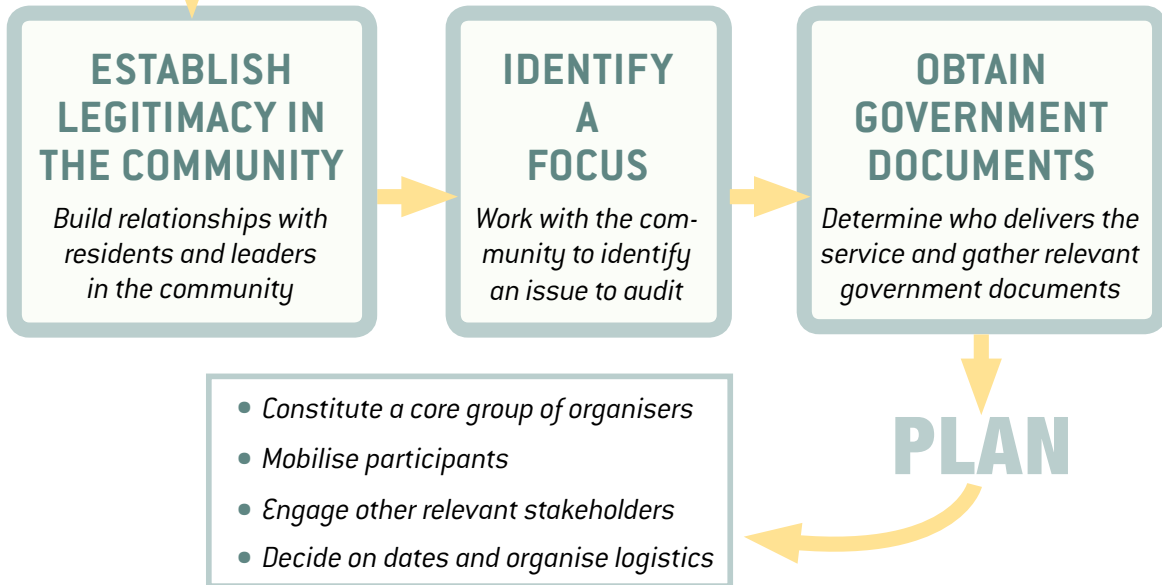 ESTABLISH
LEGITIMACY IN
THE COMMUNITY
Build relationships with
residents and leaders
in the community
IDENTIFY
A
FOCUS
Work with the com-
munity to identify
an issue to audit
OBTAIN
GOVERNMENT
DOCUMENTS
Determine who delivers the
service and gather relevant
government documents
PLAN
• Constitute a core group of organisers
• Mobilise participants
• Engage other relevant stakeholders
• Decide on dates and organise logistics